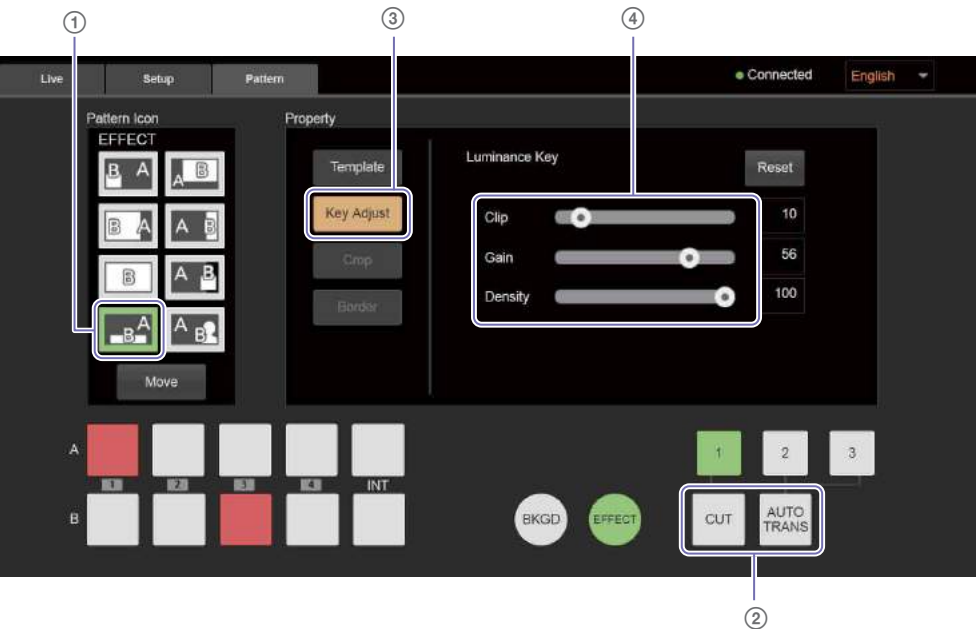 ① ③ ④
Live Setup Pattern Connected English
Pattern Icon Property
EFFECT
B A A B
B A A B
B A B
B A A B
Move
Template
Key Adjust
Crop
Border
Luminance Key Reset
Clip 10
Gain 56
Density 100
A
1 2 3 4 INT
B
BKGD EFFECT
1 2 3
CUT AUTO TRANS
②